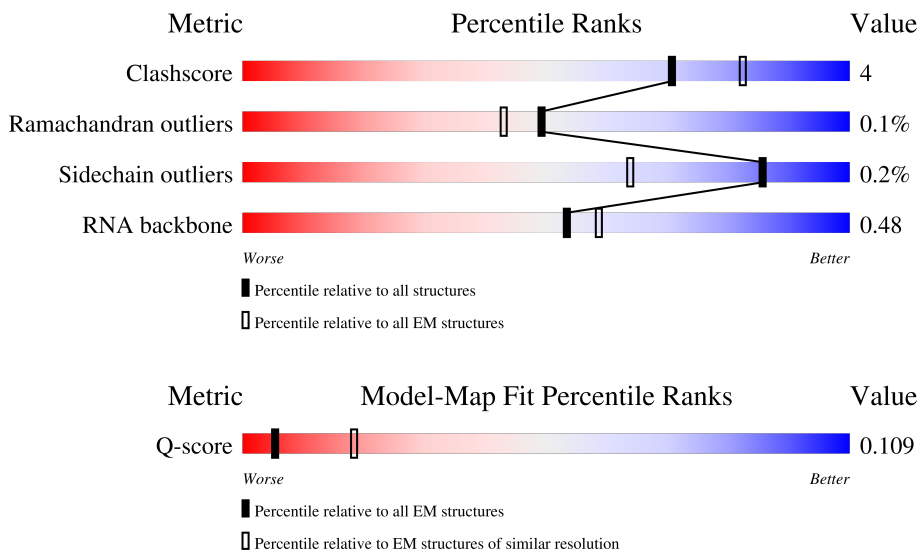 Metric Percentile Ranks Value
Clashscore 4
Ramachandran outliers 0.1%
Sidechain outliers 0.2%
RNA backbone 0.48
Worse Better
Percentile relative to all structures
Percentile relative to all EM structures
Metric Model-Map Fit Percentile Ranks Value
Q-score 0.109
Worse Better
Percentile relative to all EM structures
Percentile relative to EM structures of similar resolution